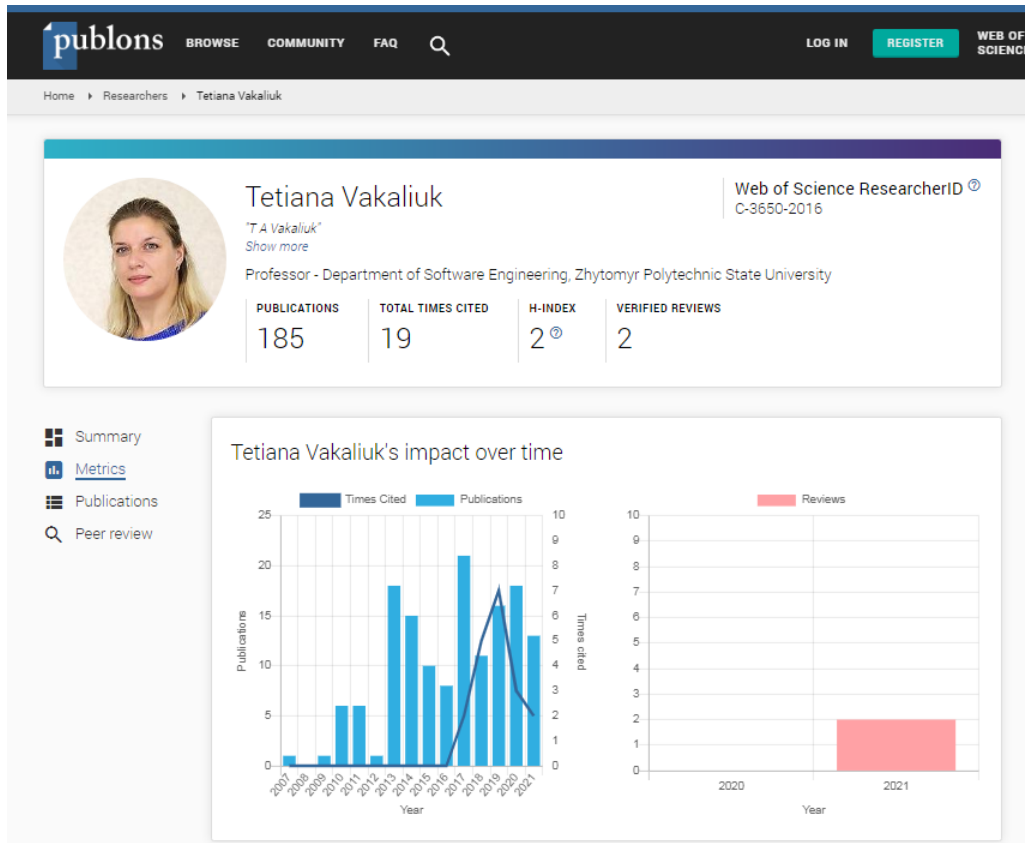 publons BROWSE COMMUNITY FAQ LOG IN REGISTER WEB OF SCIENC
Home Researchers Tetiana Vakaliuk
Tetiana Vakaliuk
"T A Vakaliuk"
Show more
Web of Science ResearcherID ?
C-3650-2016
Professor - Department of Software Engineering, Zhytomyr Polytechnic State University
PUBLICATIONS TOTAL TIMES CITED H-INDEX VERIFIED REVIEWS
185 19 2 ? 2
Summary
Metrics
Publications
Peer review
Tetiana Vakaliuk's impact over time
Times Cited Publications
25
20
15
10
5
0
Publications
10
9
8
7
6
5
4
3
2
1
0
Times cited
2007 2008 2009 2010 2011 2012 2013 2014 2015 2016 2017 2018 2019 2020 2021
Year
Reviews
10
9
8
7
6
5
4
3
2
1
0
2020 2021
Year